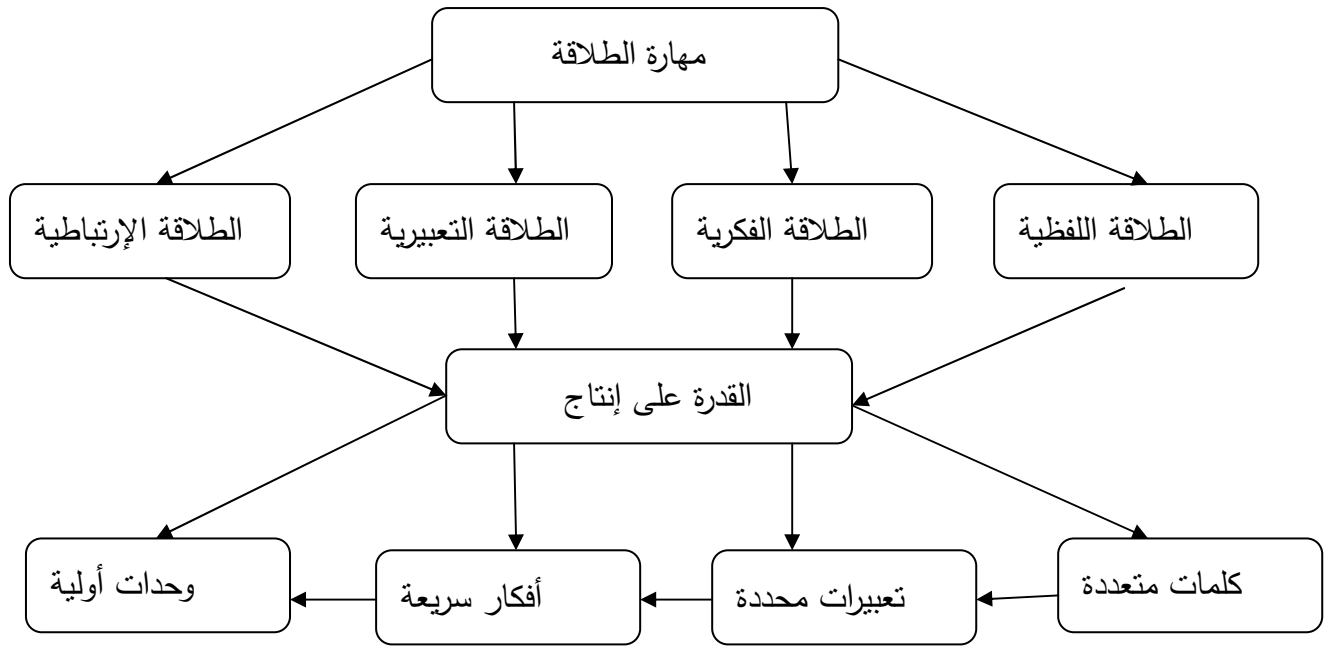 مهارة الطلاقة
الطلاقة اللفظية
الطلاقة الفكرية
الطلاقة التعبيرية
الطلاقة الإرتباطية
القدرة على إنتاج
كلمات متعددة
تعبيرات محددة
أفكار سريعة
وحدات أولية